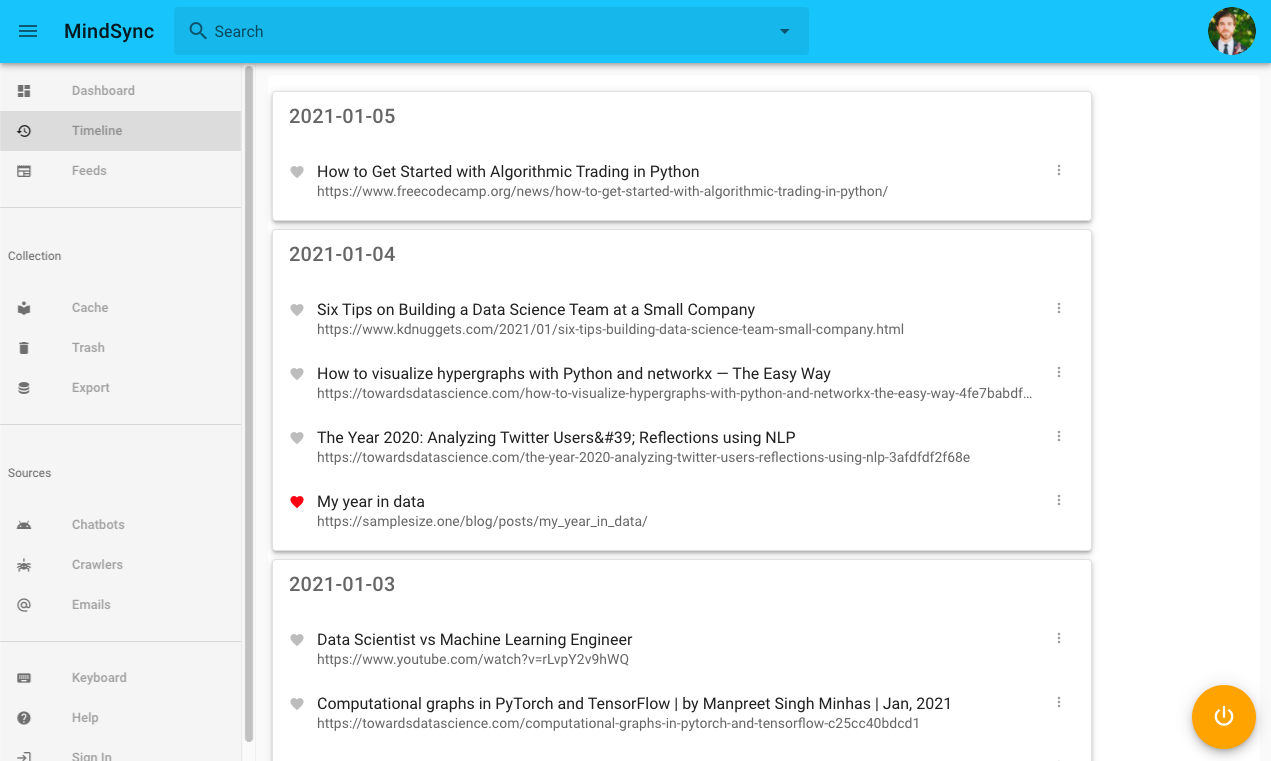 MindSync
Search
Dashboard
Timeline
Feeds
Collection
Cache
Trash
Export
Sources
Chatbots
Crawlers
Emails
Keyboard
Help
Sign In
2021-01-05
How to Get Started with Algorithmic Trading in Python
https://www.freecodecamp.org/news/how-to-get-started-with-algorithmic-trading-in-python/
2021-01-04
Six Tips on Building a Data Science Team at a Small Company
https://www.kdnuggets.com/2021/01/six-tips-building-data-science-team-small-company.html
How to visualize hypergraphs with Python and networkx — The Easy Way
https://towardsdatascience.com/how-to-visualize-hypergraphs-with-python-and-networkx-the-easy-way-4fe7babdf…
The Year 2020: Analyzing Twitter Users&#39; Reflections using NLP
https://towardsdatascience.com/the-year-2020-analyzing-twitter-users-reflections-using-nlp-3afdfdf2f68e
My year in data
https://samplesize.one/blog/posts/my_year_in_data/
2021-01-03
Data Scientist vs Machine Learning Engineer
https://www.youtube.com/watch?v=rLvpY2v9hWQ
Computational graphs in PyTorch and TensorFlow | by Manpreet Singh Minhas | Jan, 2021
https://towardsdatascience.com/computational-graphs-in-pytorch-and-tensorflow-c25cc40bdcd1